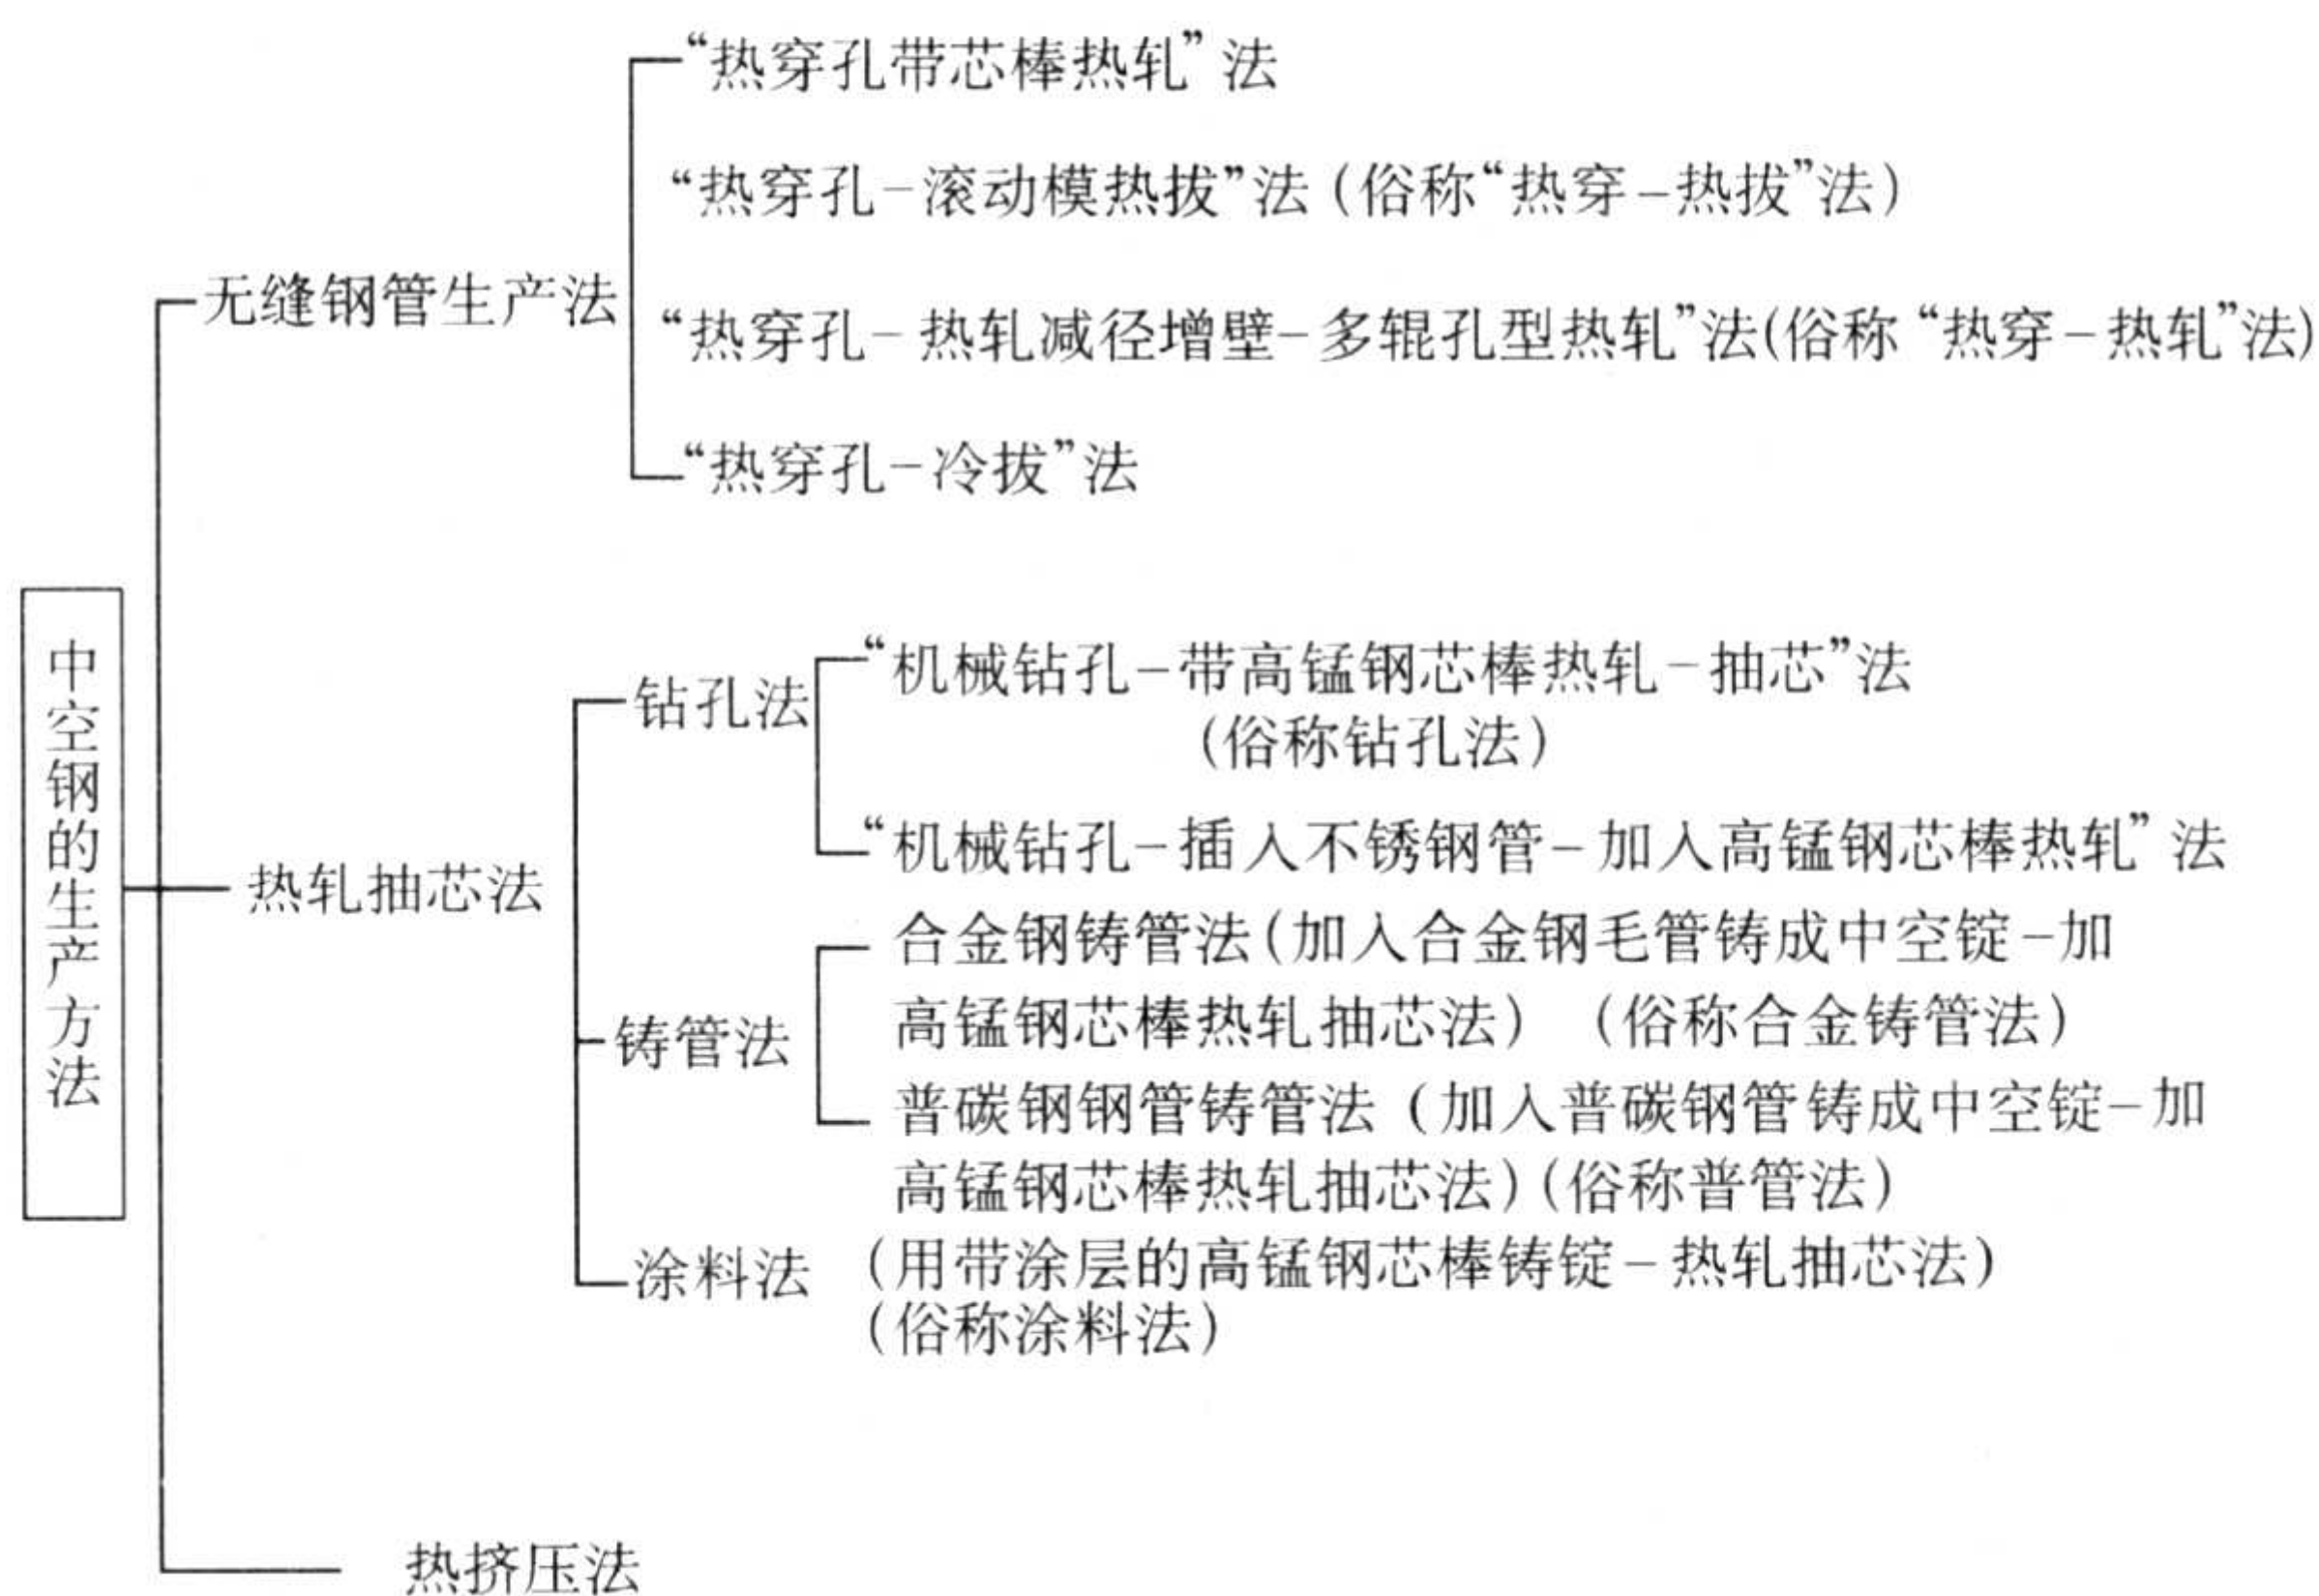 中空钢的生产方法
无缝钢管生产法
“热穿孔带芯棒热轧”法
“热穿孔-滚动模热拔”法(俗称“热穿-热拔”法)
“热穿孔-热轧减径增壁-多辊孔型热轧”法(俗称“热穿-热轧”法)
“热穿孔-冷拔”法
热轧抽芯法
钻孔法
“机械钻孔-带高锰钢芯棒热轧-抽芯”法
(俗称钻孔法)
“机械钻孔-插入不锈钢管-加入高锰钢芯棒热轧”法
铸管法
合金钢铸管法(加入合金钢毛管铸成中空锭-加
高锰钢芯棒热轧抽芯法) (俗称合金铸管法)
普碳钢钢管铸管法(加入普碳钢管铸成中空锭-加
高锰钢芯棒热轧抽芯法)(俗称普管法)
涂料法
(用带涂层的高锰钢芯棒铸锭-热轧抽芯法)
(俗称涂料法)
热挤压法